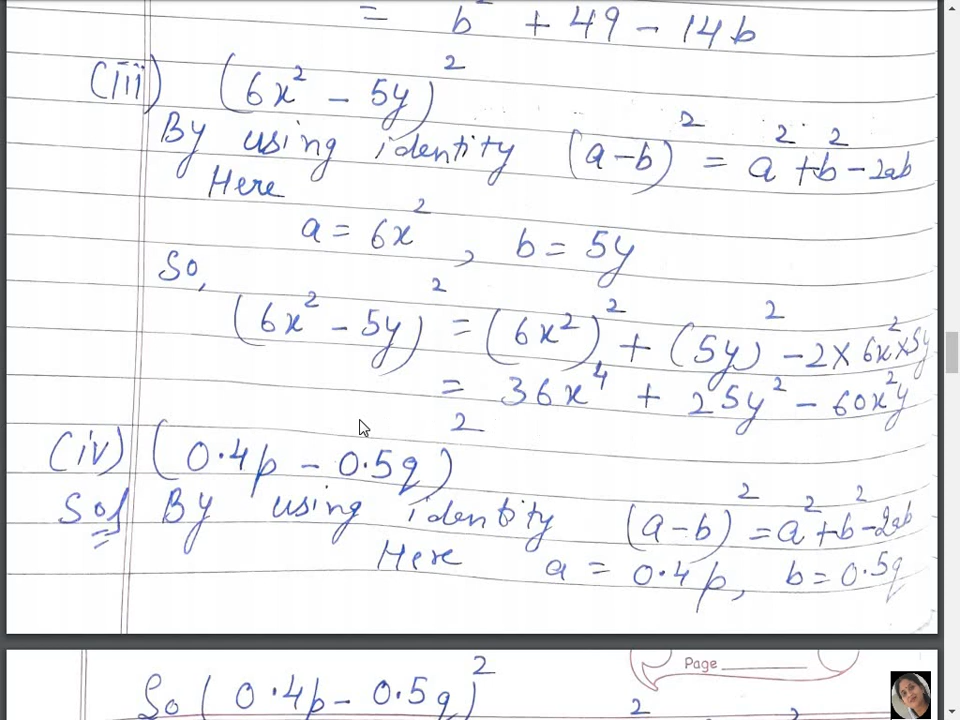 = b² + 49 - 14b
(iii) (6x² - 5y)²
By using identity (a-b)² = a² + b² - 2ab
Here
a = 6x² , b = 5y
So,
(6x² - 5y)² = (6x²)² + (5y)² - 2 × 6x² × 5y
= 36x⁴ + 25y² - 60x²y
(iv) (0.4p - 0.5q)²
Sol By using identity (a-b)² = a² + b² - 2ab
Here a = 0.4p, b = 0.5q
Page
So (0.4p - 0.5q)²